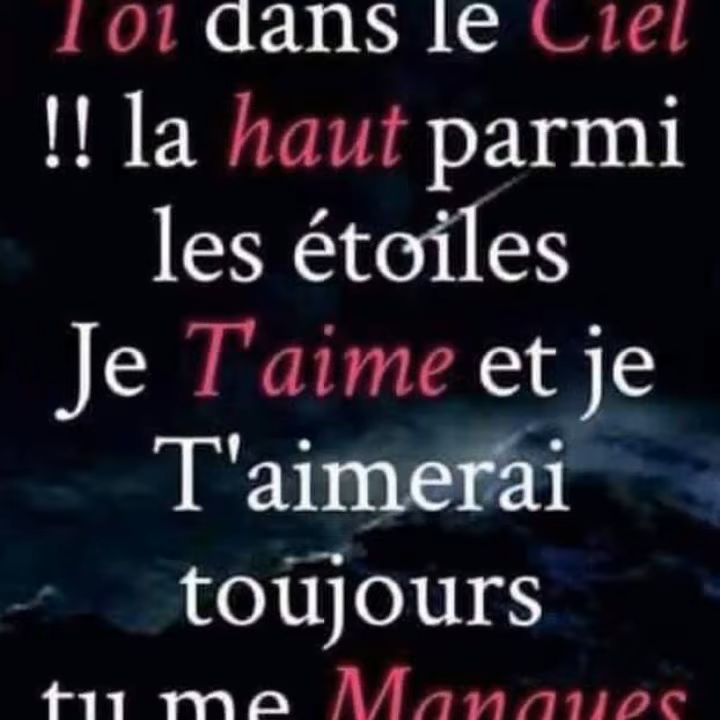 Toi dans le Ciel
!! la haut parmi
les étoiles
Je T'aime et je
T'aimerai
toujours
tu me Manques